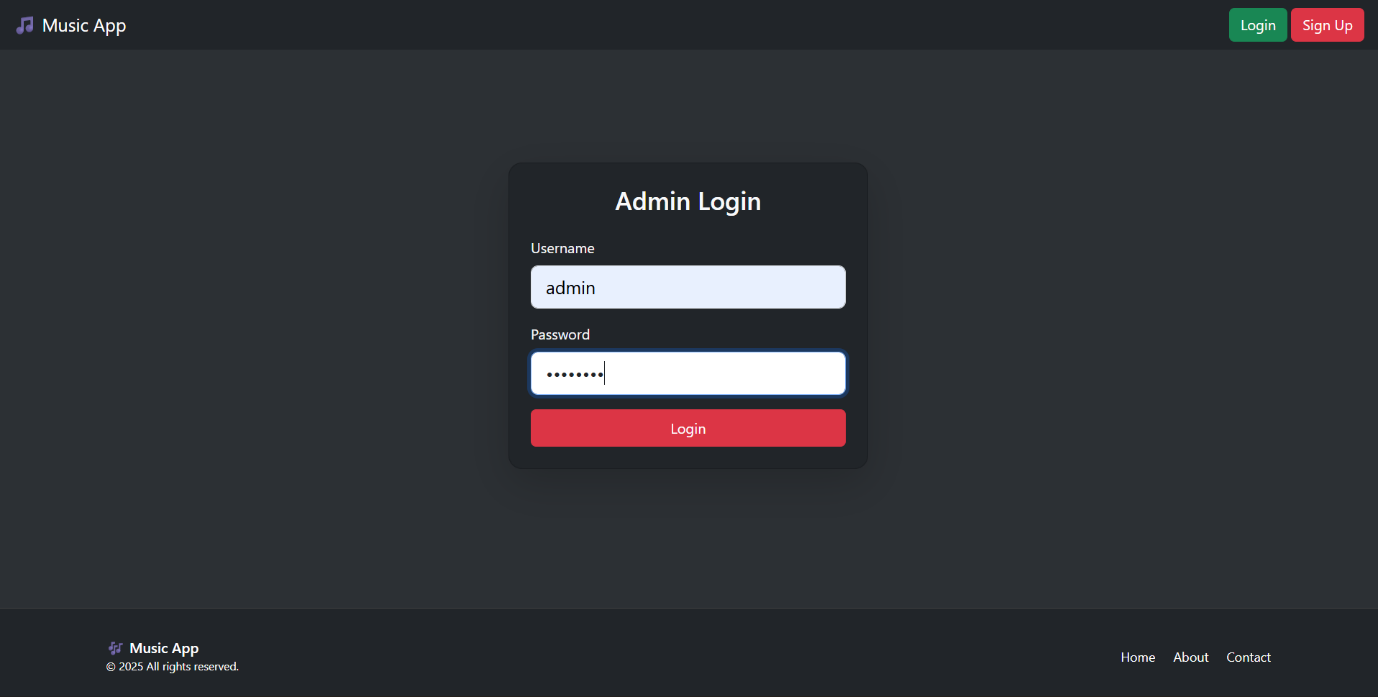 Music App
Login
Sign Up
Admin Login
Username
admin
Password
••••••••
Login
Music App
© 2025 All rights reserved.
Home
About
Contact